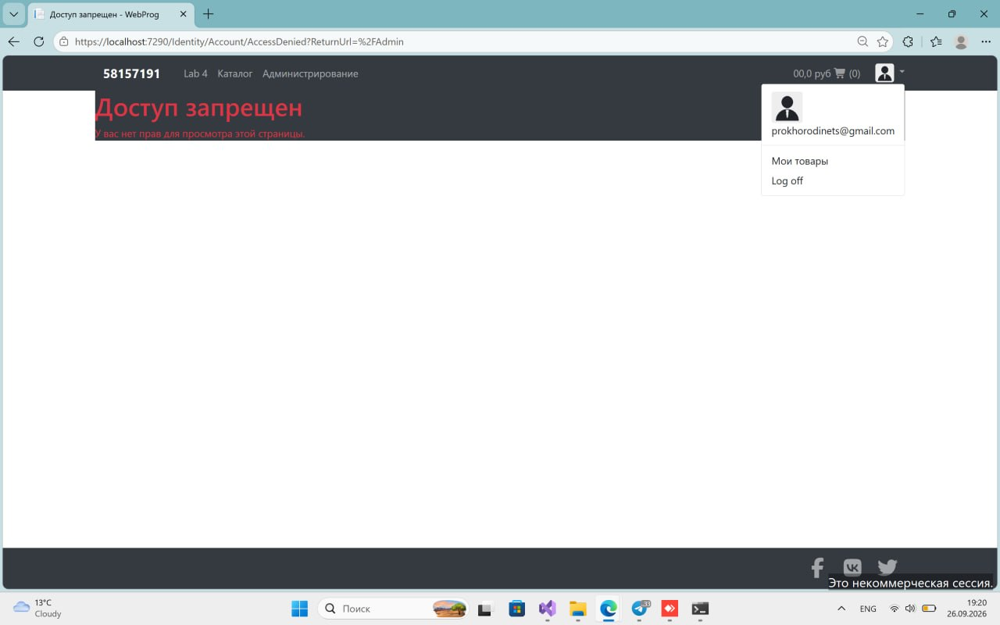 Доступ запрещен - WebProg
https://localhost:7290/Identity/Account/AccessDenied?ReturnUrl=%2FAdmin
58157191 Lab 4 Каталог Администрирование 00,0 руб (0)
Доступ запрещен
У вас нет прав для просмотра этой страницы.
prokhorodinets@gmail.com
Мои товары
Log off
Это некоммерческая сессия.
13°C
Cloudy
Поиск
33
ENG
19:20
26.09.2026